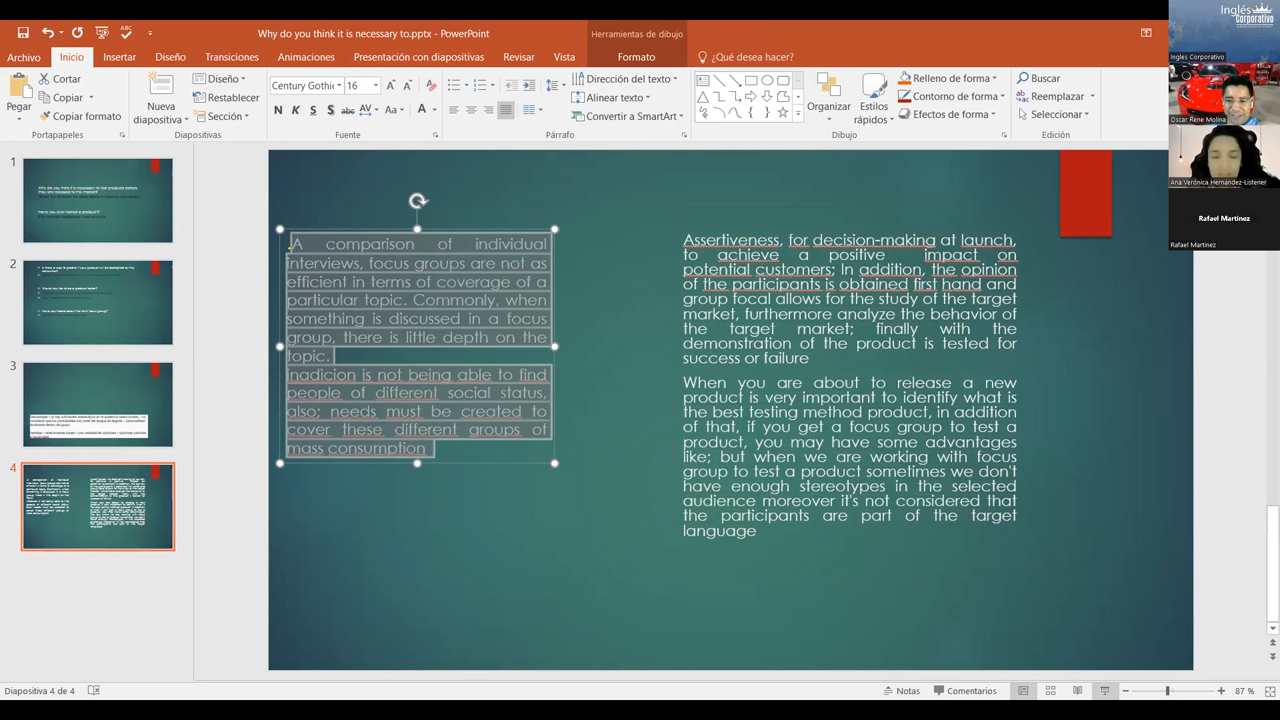 Why do you think it is necessary to.pptx - PowerPoint
Herramientas de dibujo
Archivo
Inicio
Insertar
Diseño
Transiciones
Animaciones
Presentación con diapositivas
Revisar
Vista
Formato
¿Qué desea hacer?
Pegar
Cortar
Copiar
Copiar formato
Portapapeles
Nueva
diapositiva
Diseño
Restablecer
Sección
Diapositivas
Century Gothic
16
N K S S abc AV Aa A
Fuente
Párrafo
Dirección del texto
Alinear texto
Convertir a SmartArt
Organizar
Estilos
rápidos
Relleno de forma
Contorno de forma
Efectos de forma
Dibujo
Buscar
Reemplazar
Seleccionar
Edición
1
2
3
4
A comparison of individual
interviews, focus groups are not as
efficient in terms of coverage of a
particular topic. Commonly, when
something is discussed in a focus
group, there is little depth on the
topic.
inadicion is not being able to find
people of different social status,
also; needs must be created to
cover these different groups of
mass consumption
Assertiveness, for decision-making at launch,
to achieve a positive impact on
potential customers; In addition, the opinion
of the participants is obtained first hand and
group focal allows for the study of the target
market, furthermore analyze the behavior of
the target market; finally with the
demonstration of the product is tested for
success or failure
When you are about to release a new
product is very important to identify what is
the best testing method product, in addition
of that, if you get a focus group to test a
product, you may have some advantages
like; but when we are working with focus
group to test a product sometimes we don't
have enough stereotypes in the selected
audience moreover it's not considered that
the participants are part of the target
language
Inglés
Corporativo
Inglés Corporativo
Oscar Rene Molina
Ana Verónica Hernández-Listener
Rafael Martinez
Rafael Martinez
Diapositiva 4 de 4
Notas
Comentarios
87 %